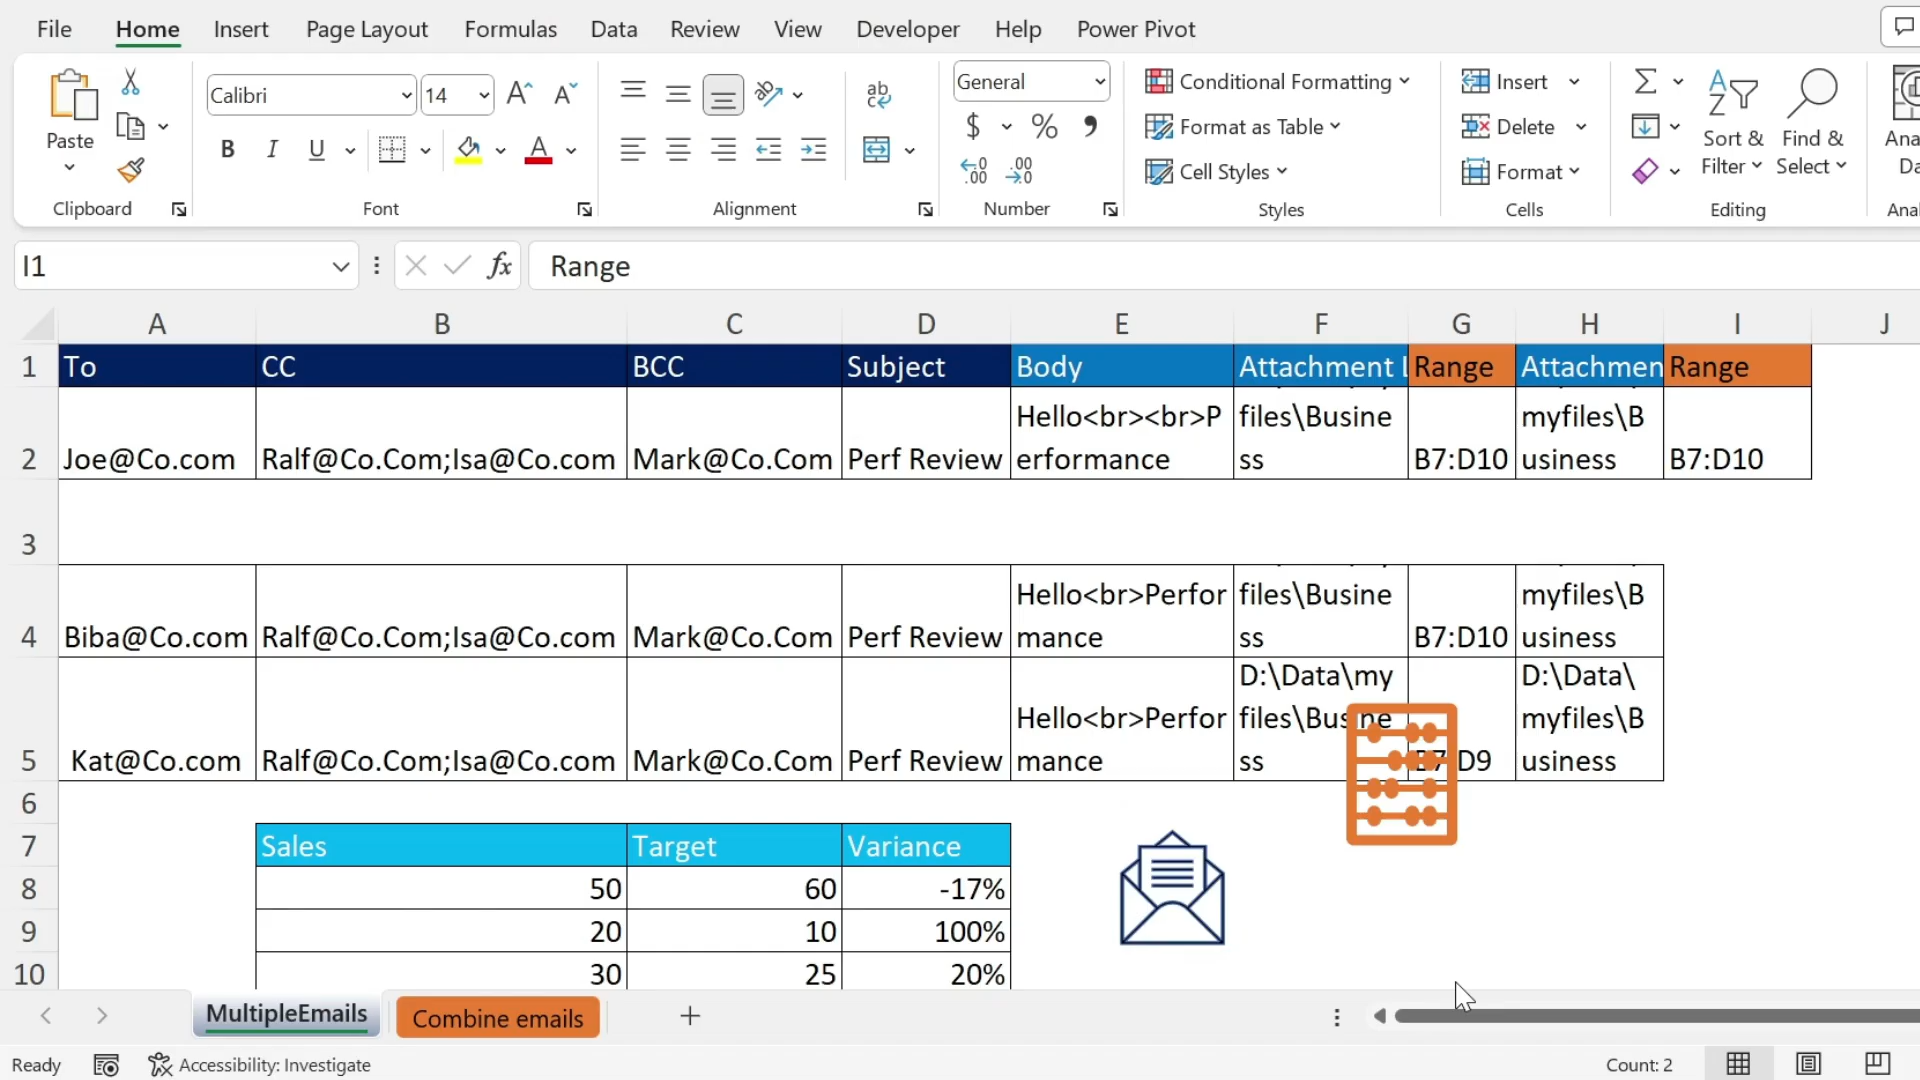 File Home Insert Page Layout Formulas Data Review View Developer Help Power Pivot
Paste
Clipboard
Calibri 14
B I U
Font
Alignment
General
$ %
Number
Conditional Formatting
Format as Table
Cell Styles
Styles
Insert
Delete
Format
Cells
Sort &
Filter
Find &
Select
Editing
I1
fx Range
A B C D E F G H I J
1 To CC BCC Subject Body Attachment Range Attachmen Range
2 Joe@Co.com Ralf@Co.Com;Isa@Co.com Mark@Co.Com Perf Review Hello<br><br>P
erformance files\Busine
ss B7:D10 myfiles\B
usiness B7:D10
3
4 Biba@Co.com Ralf@Co.Com;Isa@Co.com Mark@Co.Com Perf Review Hello<br>Perfor
mance files\Busine
ss B7:D10 myfiles\B
usiness
5 Kat@Co.com Ralf@Co.Com;Isa@Co.com Mark@Co.Com Perf Review Hello<br>Perfor
mance D:\Data\my
files\Busine
ss D9 D:\Data\
myfiles\B
usiness
6
7 Sales Target Variance
8 50 60 -17%
9 20 10 100%
10 30 25 20%
MultipleEmails Combine emails
Ready Accessibility: Investigate Count: 2